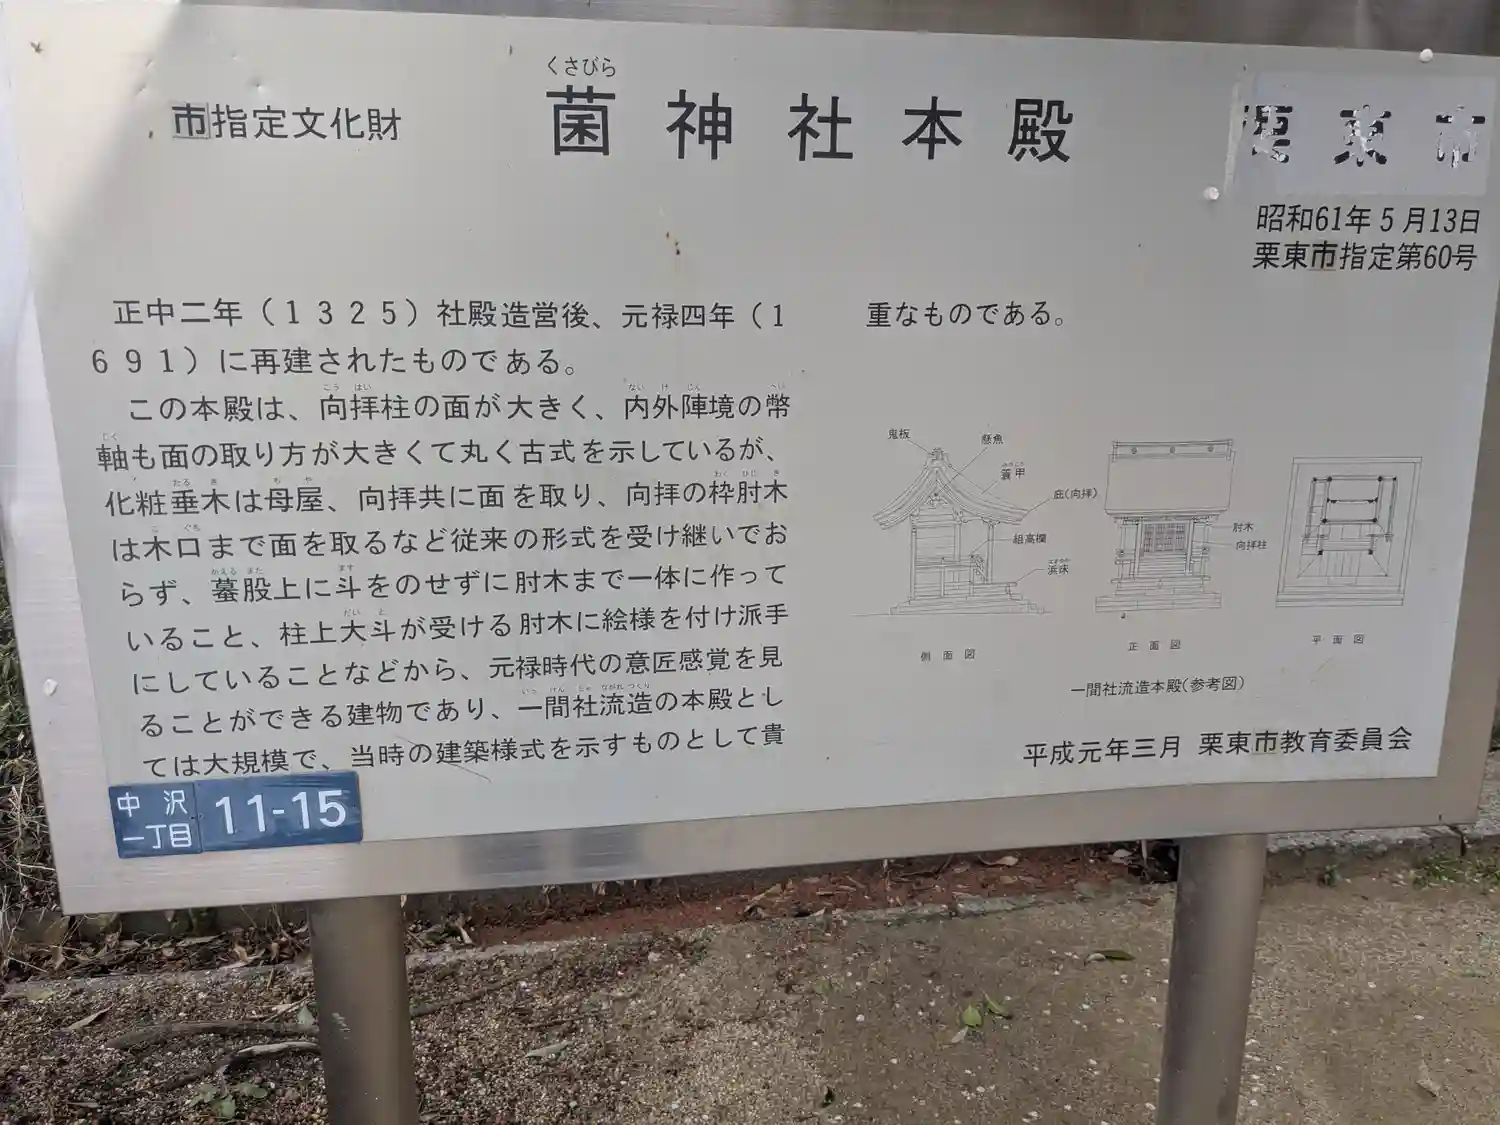 くさびら
市指定文化財
菌神社本殿
栗東市
昭和61年5月13日
栗東市指定第60号
正中二年（1325）社殿造営後、元禄四年（1
691）に再建されたものである。
この本殿は、向拝柱の面が大きく、内外陣境の幣
軸も面の取り方が大きくて丸く古式を示しているが、
化粧垂木は母屋、向拝共に面を取り、向拝の枠肘木
は木口まで面を取るなど従来の形式を受け継いでお
らず、蟇股上に斗をのせずに肘木まで一体に作って
いること、柱上大斗が受ける肘木に絵様を付け派手
にしていることなどから、元禄時代の意匠感覚を見
ることができる建物であり、一間社流造の本殿とし
ては大規模で、当時の建築様式を示すものとして貴
重なものである。
鬼板
懸魚
蓑甲
庇(向拝)
組高欄
浜床
肘木
向拝柱
側面図
正面図
平面図
一間社流造本殿(参考図)
平成元年三月 栗東市教育委員会
中沢
一丁目
11-15